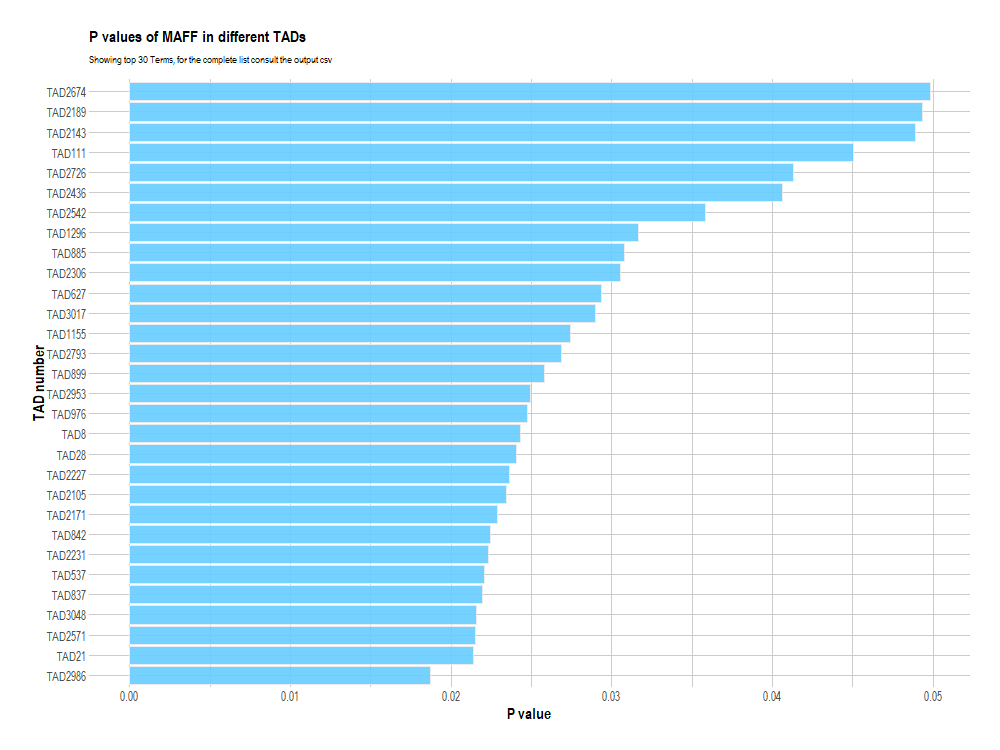 P values of MAFF in different TADs
Showing top 30 Terms, for the complete list consult the output csv
TAD number
TAD2674
TAD2189
TAD2143
TAD111
TAD2726
TAD2436
TAD2542
TAD1296
TAD885
TAD2306
TAD627
TAD3017
TAD1155
TAD2793
TAD899
TAD2953
TAD976
TAD8
TAD28
TAD2227
TAD2105
TAD2171
TAD842
TAD2231
TAD537
TAD837
TAD3048
TAD2571
TAD21
TAD2986
0.00 0.01 0.02 0.03 0.04 0.05
P value